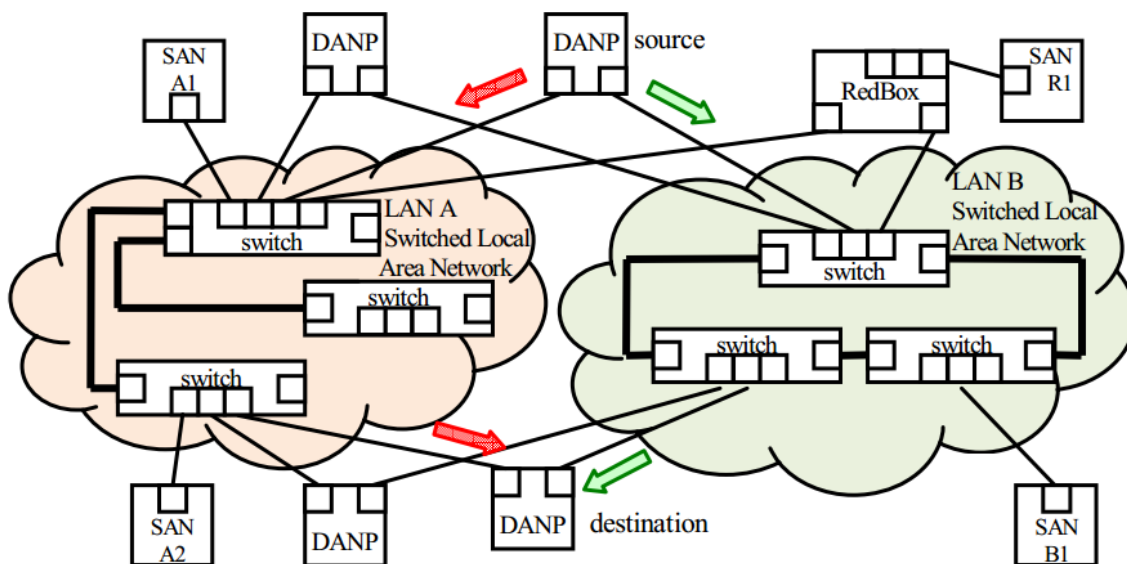 SAN
A1
DANP
DANP
source
RedBox
SAN
R1
LAN A
Switched Local
Area Network
switch
switch
switch
LAN B
Switched Local
Area Network
switch
switch
switch
SAN
A2
DANP
DANP
destination
SAN
B1